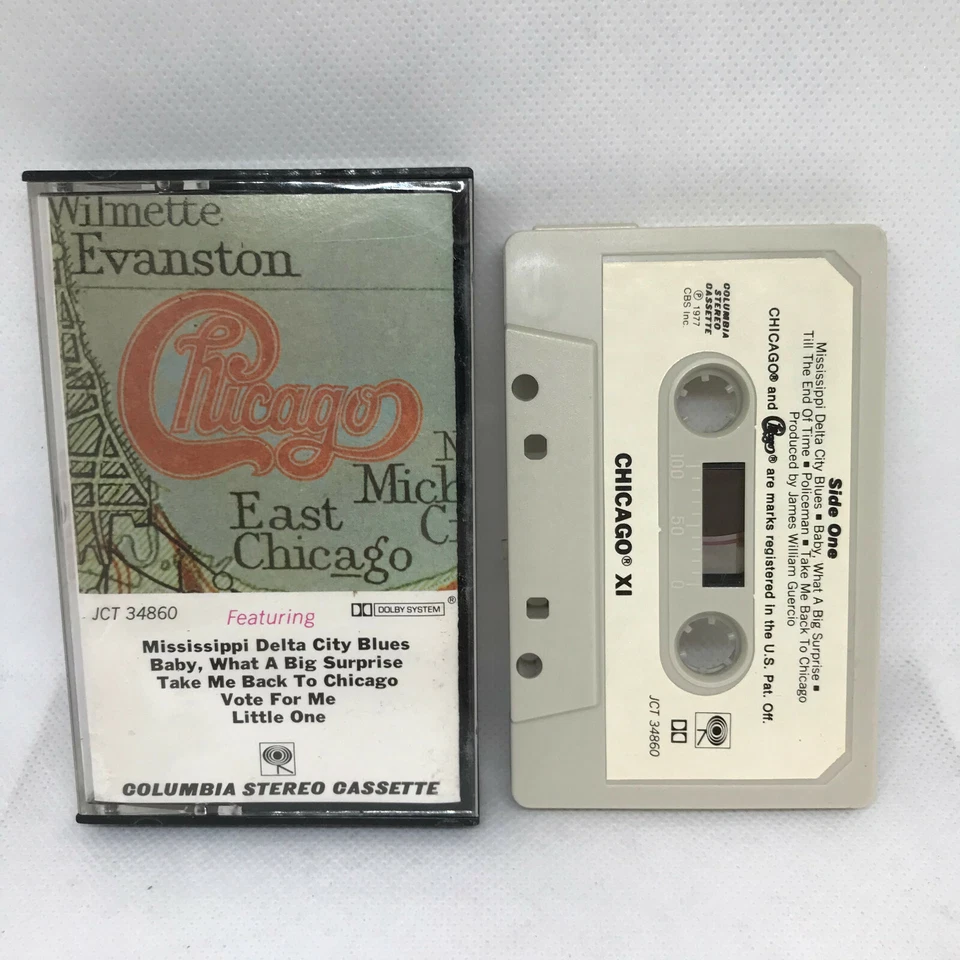 Wilmette
Evanston
Chicago
Mich
East
Chicago
JCT 34860
Featuring
DOLBY SYSTEM®
Mississippi Delta City Blues
Baby, What A Big Surprise
Take Me Back To Chicago
Vote For Me
Little One
COLUMBIA STEREO CASSETTE
Side One
Mississippi Delta City Blues ▪ Baby, What A Big Surprise ▪
Till The End Of Time ▪ Policeman ▪ Take Me Back To Chicago
Produced by James William Guercio
CHICAGO® and Chicago® are marks registered in the U.S. Pat. Off.
COLUMBIA
STEREO
CASSETTE
℗ 1977
CBS Inc.
100 50 0
JCT 34860
CHICAGO® XI